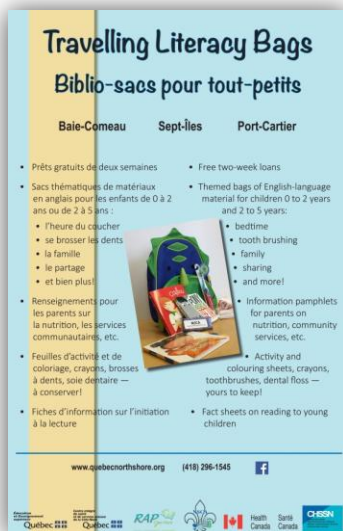 Travelling Literacy Bags
Biblio-sacs pour tout-petits
Baie-Comeau Sept-Îles Port-Cartier
• Prêts gratuits de deux semaines
• Sacs thématiques de matériaux
en anglais pour les enfants de 0 à 2
ans ou de 2 à 5 ans :
• l'heure du coucher
• se brosser les dents
• la famille
• le partage
• et bien plus!
• Renseignements pour
les parents sur
la nutrition, les services
communautaires, etc.
• Feuilles d'activité et de
coloriage, crayons, brosses
à dents, soie dentaire —
à conserver!
• Fiches d'information sur l'initiation
à la lecture
• Free two-week loans
• Themed bags of English-language
material for children 0 to 2 years
and 2 to 5 years:
• bedtime
• tooth brushing
• family
• sharing
• and more!
• Information pamphlets
for parents on
nutrition, community
services, etc.
• Activity and
colouring sheets, crayons,
toothbrushes, dental floss —
yours to keep!
• Fact sheets on reading to young
children
www.quebecnorthshore.org (418) 296-1545
Québec
Québec
RAP
Health
Canada
Santé
Canada
CHSSN